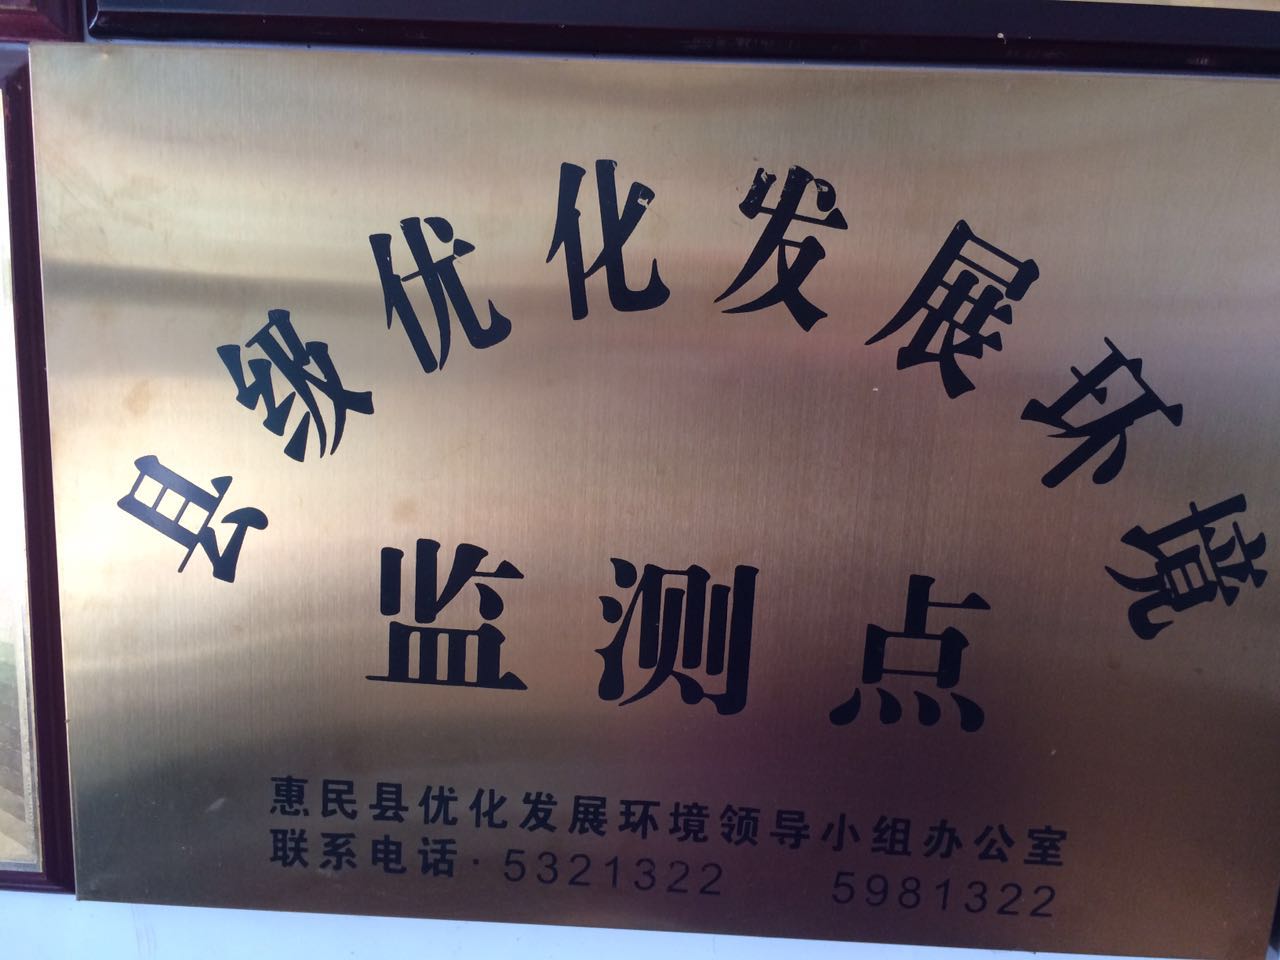 县级优化发展环境
监测点
惠民县优化发展环境领导小组办公室
联系电话·5321322 5981322